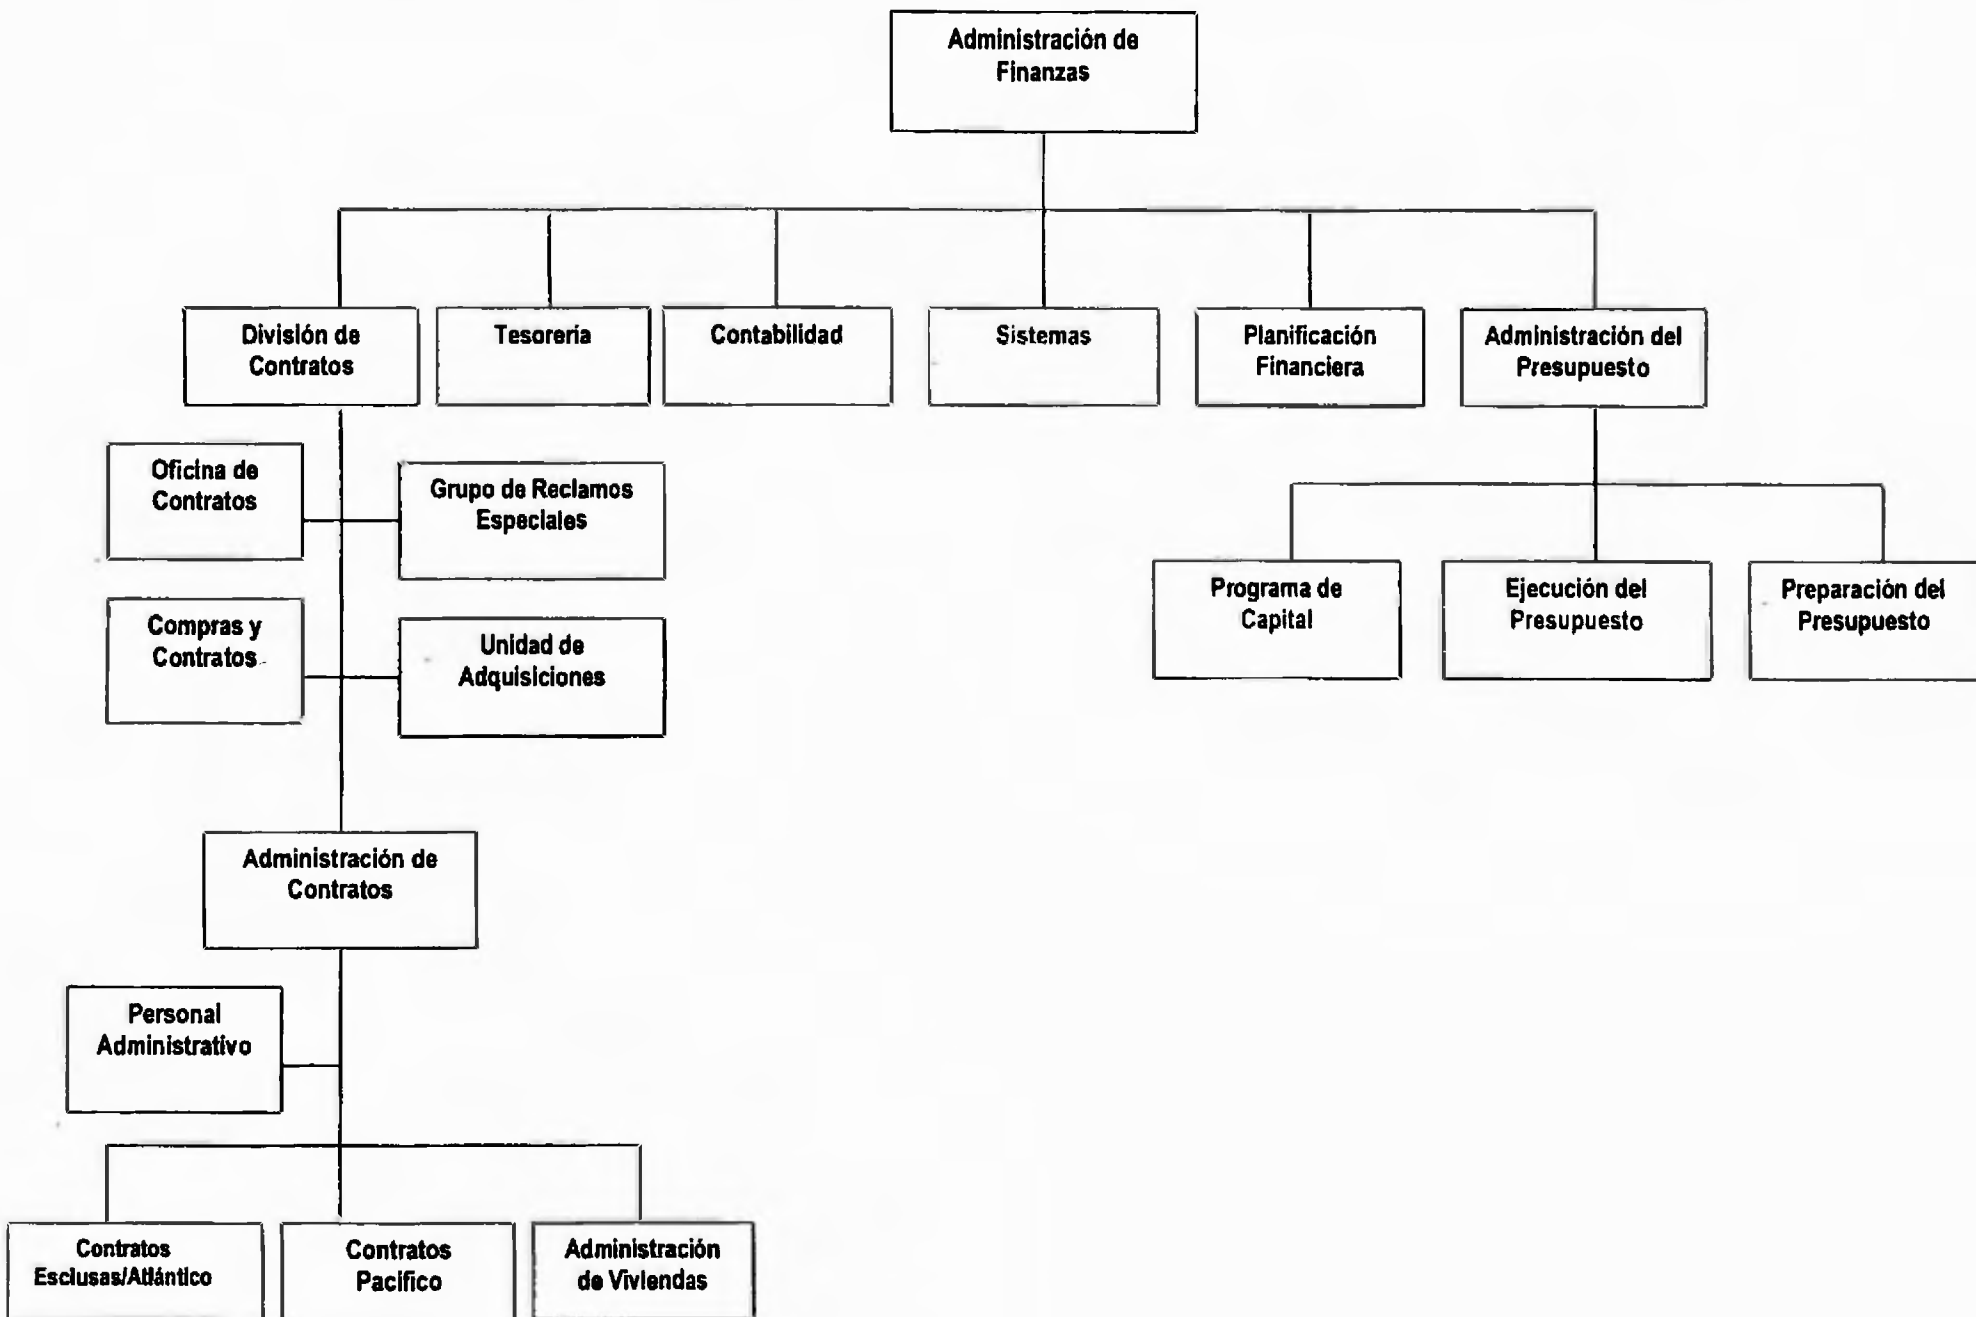 Administración de
Finanzas
División de
Contratos
Tesorería
Contabilidad
Sistemas
Planificación
Financiera
Administración del
Presupuesto
Oficina de
Contratos
Grupo de Reclamos
Especiales
Compras y
Contratos
Unidad de
Adquisiciones
Programa de
Capital
Ejecución del
Presupuesto
Preparación del
Presupuesto
Administración de
Contratos
Personal
Administrativo
Contratos
Esclusas/Atlántico
Contratos
Pacífico
Administración
de Viviendas